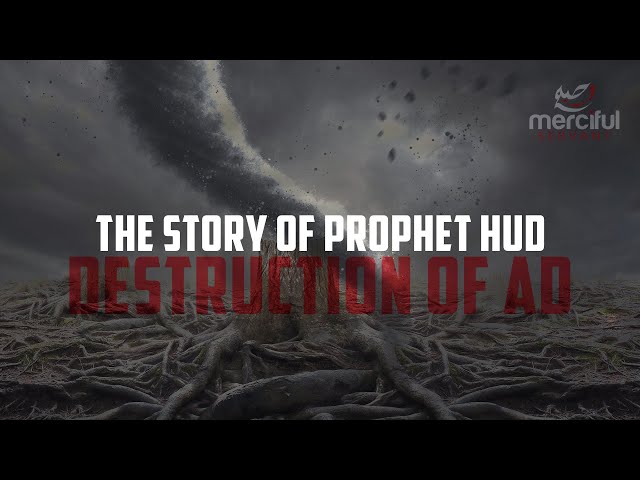 merciful
THE STORY OF PROPHET HUD
DESTRUCTION OF AD